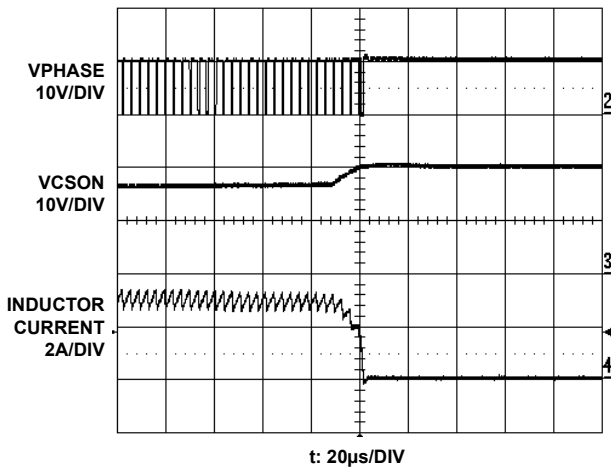 VPHASE
10V/DIV
2
VCSON
10V/DIV
3
INDUCTOR
CURRENT
2A/DIV
4
t: 20µs/DIV